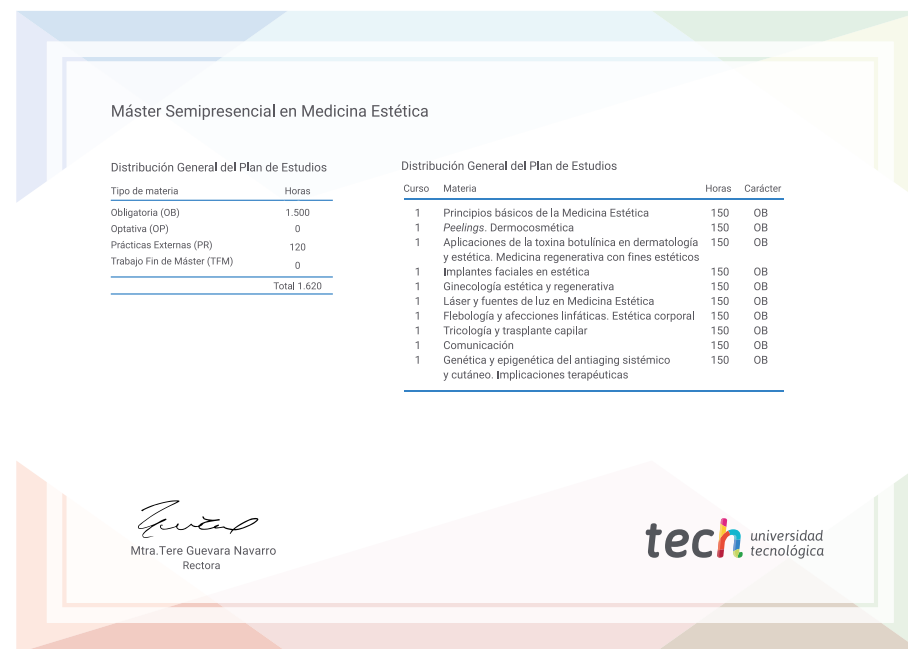 Máster Semipresencial en Medicina Estética
Distribución General del Plan de Estudios
Tipo de materia Horas
Obligatoria (OB) 1.500
Optativa (OP) 0
Prácticas Externas (PR) 120
Trabajo Fin de Máster (TFM) 0
Total 1.620
Distribución General del Plan de Estudios
Curso Materia Horas Carácter
1 Principios básicos de la Medicina Estética 150 OB
1 Peelings. Dermocosmética 150 OB
1 Aplicaciones de la toxina botulínica en dermatología 150 OB
y estética. Medicina regenerativa con fines estéticos
1 Implantes faciales en estética 150 OB
1 Ginecología estética y regenerativa 150 OB
1 Láser y fuentes de luz en Medicina Estética 150 OB
1 Flebología y afecciones linfáticas. Estética corporal 150 OB
1 Tricología y trasplante capilar 150 OB
1 Comunicación 150 OB
1 Genética y epigenética del antiaging sistémico 150 OB
y cutáneo. Implicaciones terapéuticas
Mtra.Tere Guevara Navarro
Rectora
tech universidad
tecnológica